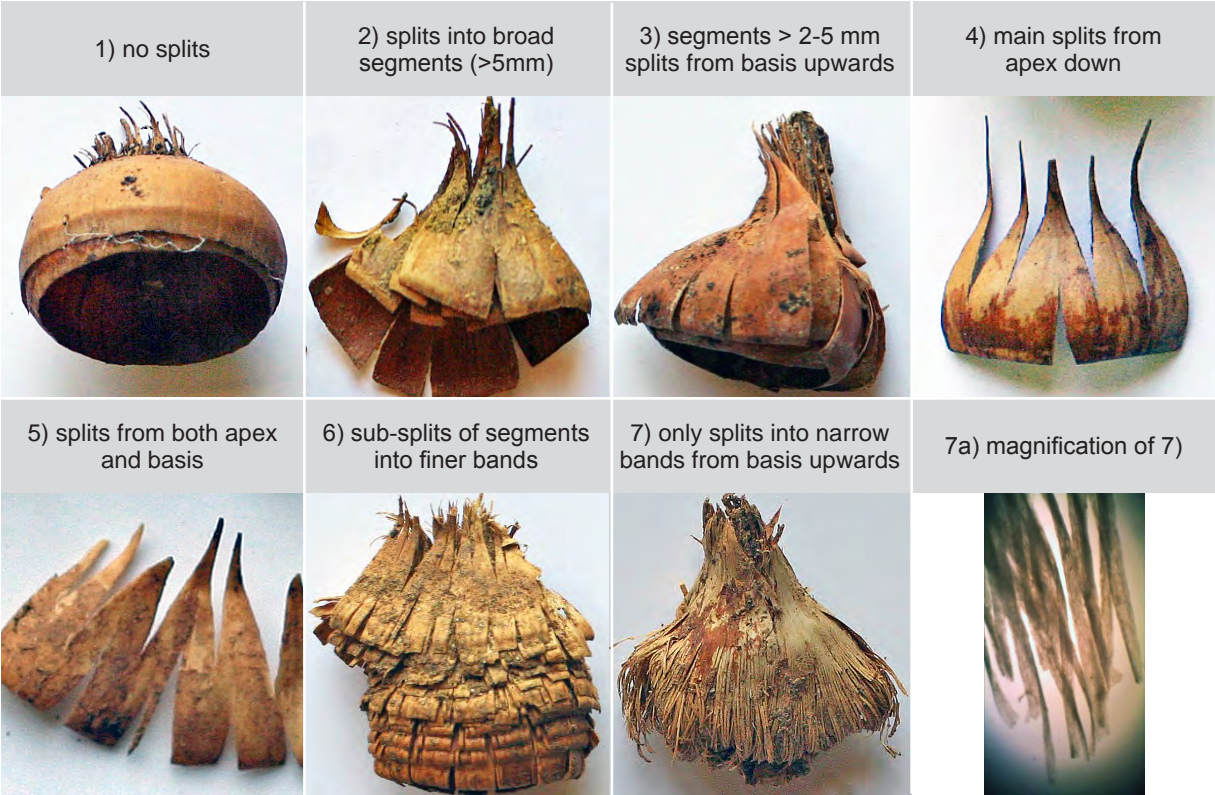 1) no splits
2) splits into broad
segments (>5mm)
3) segments > 2-5 mm
splits from basis upwards
4) main splits from
apex down
5) splits from both apex
and basis
6) sub-splits of segments
into finer bands
7) only splits into narrow
bands from basis upwards
7a) magnification of 7)